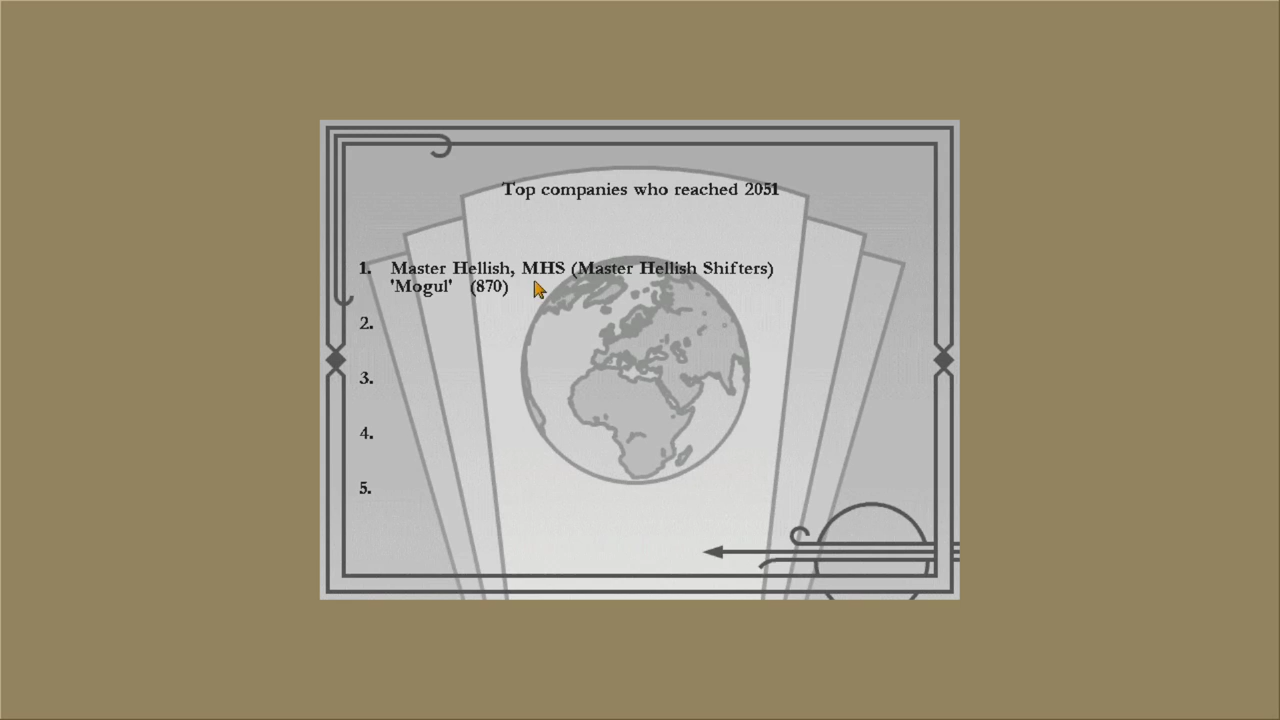 Top companies who reached 2051
1. Master Hellish, MHS (Master Hellish Shifters)
'Mogul' (870)
2.
3.
4.
5.